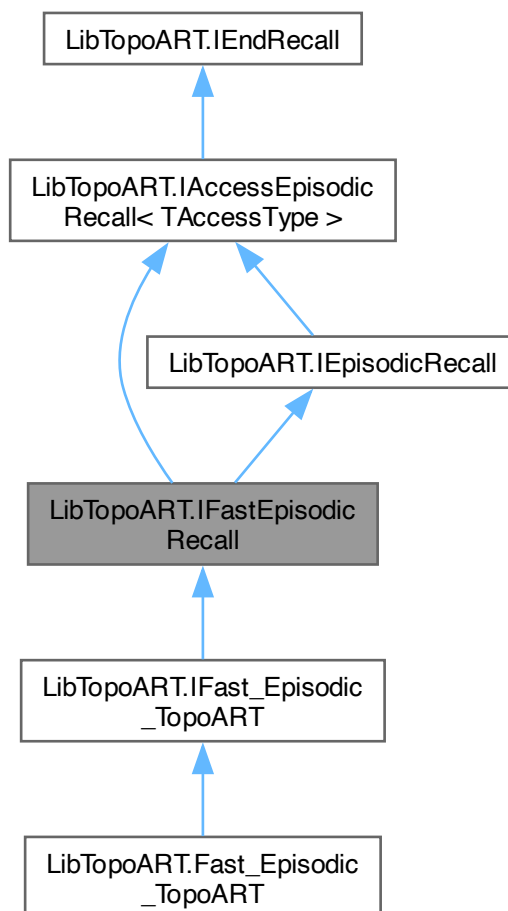 LibTopoART.IEndRecall
LibTopoART.IAccessEpisodic
Recall< TAccessType >
LibTopoART.IEpisodicRecall
LibTopoART.IFastEpisodic
Recall
LibTopoART.IFast_Episodic
_TopoART
LibTopoART.Fast_Episodic
_TopoART